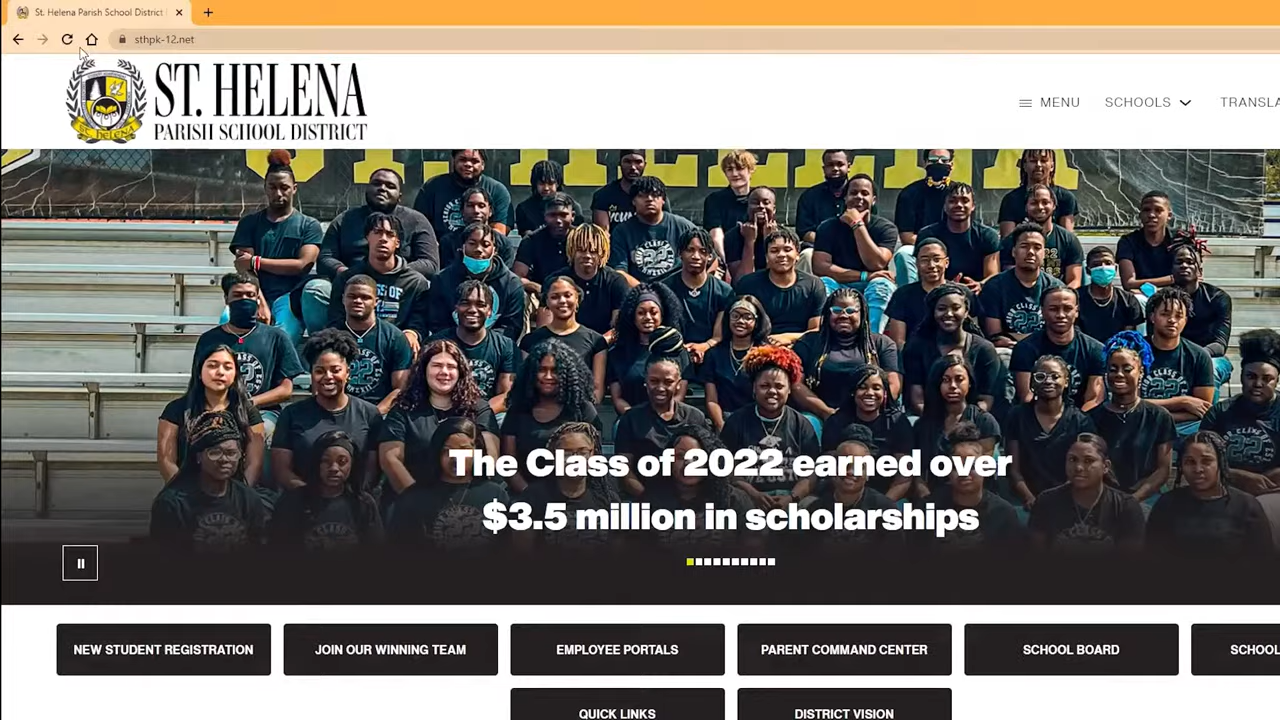 St. Helena Parish School District
sthpk-12.net
ST. HELENA
PARISH SCHOOL DISTRICT
MENU
SCHOOLS
TRANSLA
ST. HELENA
The Class of 2022 earned over
$3.5 million in scholarships
NEW STUDENT REGISTRATION
JOIN OUR WINNING TEAM
EMPLOYEE PORTALS
PARENT COMMAND CENTER
SCHOOL BOARD
SCHOOL
QUICK LINKS
DISTRICT VISION